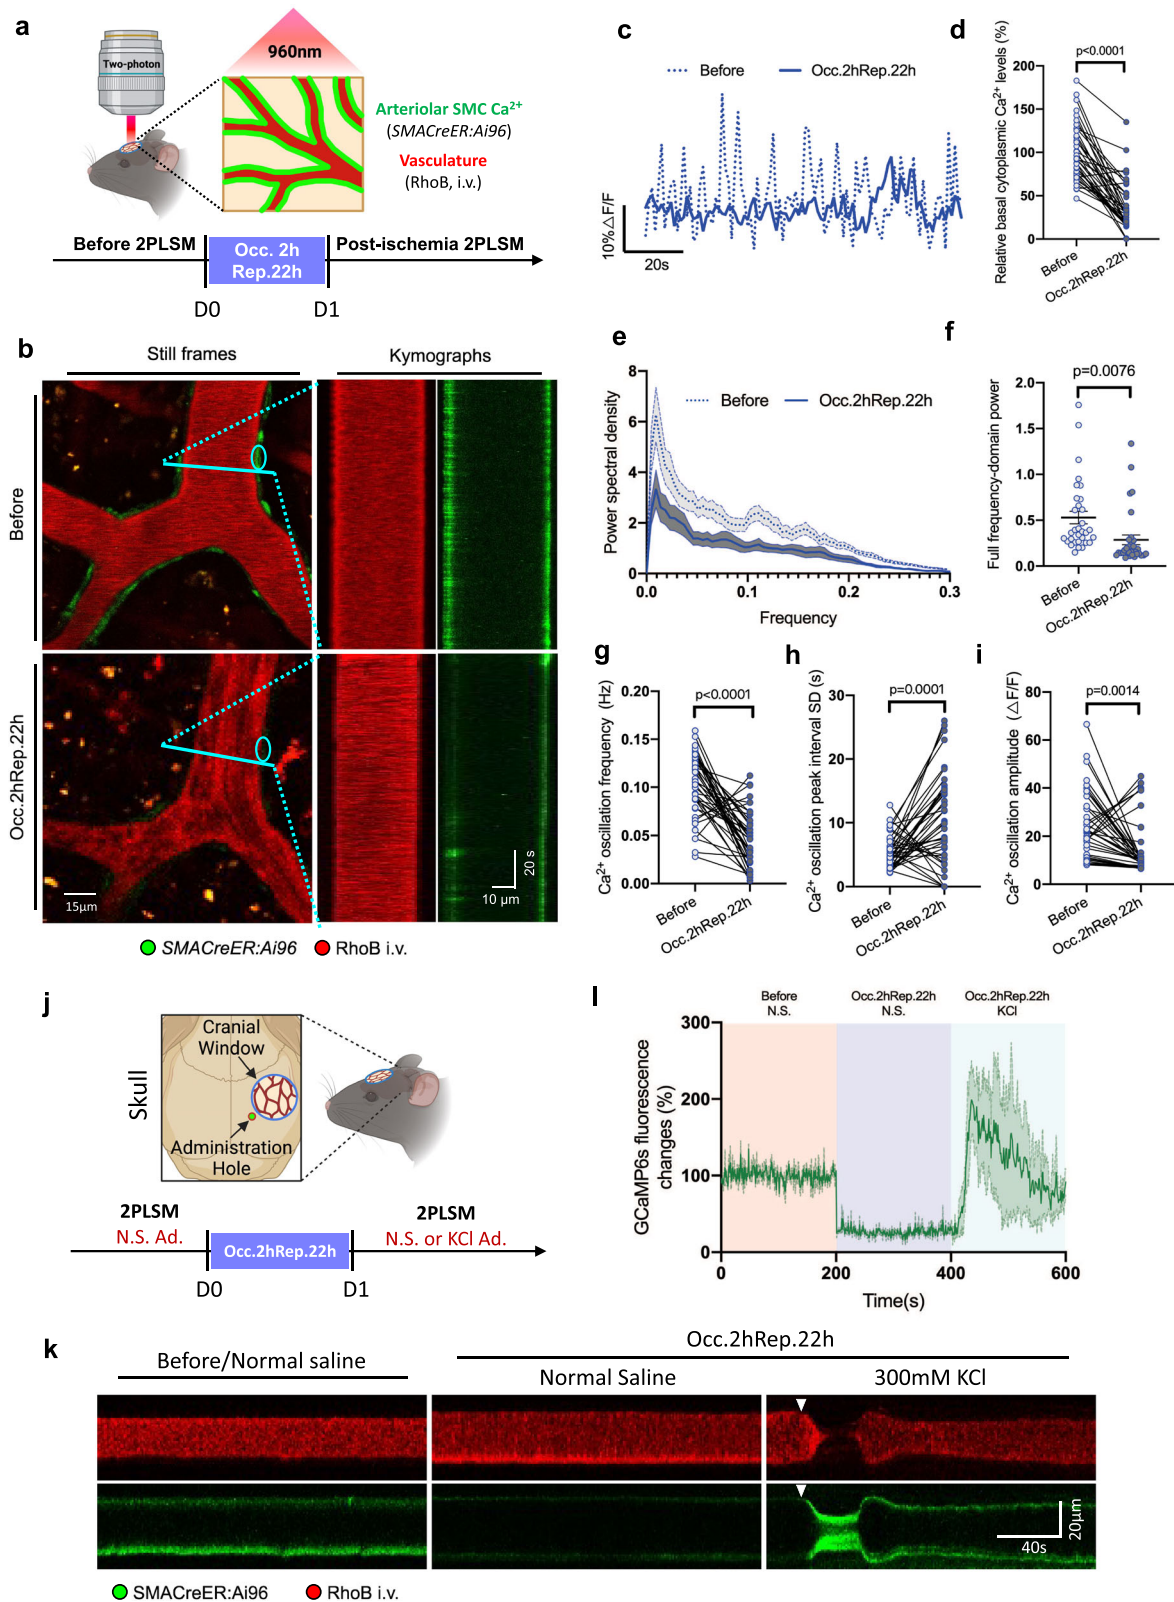 a
Two-photon
960nm
Arteriolar SMC Ca²⁺
(SMACreER:Ai96)
Vasculature
(RhoB, i.v.)
Before 2PLSM
Occ. 2h
Rep.22h
Post-ischemia 2PLSM
D0
D1
b
Still frames
Kymographs
Before
Occ.2hRep.22h
15μm
10 μm
20 s
SMACreER:Ai96
RhoB i.v.
c
Before
Occ.2hRep.22h
10%△F/F
20s
d
Relative basal cytoplasmic Ca²⁺ levels (%)
p<0.0001
200
150
100
50
0
Before
Occ.2hRep.22h
e
Power spectral density
Before
Occ.2hRep.22h
8
6
4
2
0
0.0
0.1
0.2
0.3
Frequency
f
Full frequency-domain power
p=0.0076
2.0
1.5
1.0
0.5
0.0
Before
Occ.2hRep.22h
g
Ca²⁺ oscillation frequency (Hz)
p<0.0001
0.20
0.15
0.10
0.05
0.00
Before
Occ.2hRep.22h
h
Ca²⁺ oscillation peak interval SD (s)
p=0.0001
30
20
10
0
Before
Occ.2hRep.22h
i
Ca²⁺ oscillation amplitude (△F/F)
p=0.0014
80
60
40
20
0
Before
Occ.2hRep.22h
j
Skull
Cranial
Window
Administration
Hole
2PLSM
N.S. Ad.
Occ.2hRep.22h
2PLSM
N.S. or KCl Ad.
D0
D1
l
Before
N.S.
Occ.2hRep.22h
N.S.
Occ.2hRep.22h
KCl
GCaMP6s fluorescence
changes (%)
300
200
100
0
0
200
400
600
Time(s)
k
Before/Normal saline
Occ.2hRep.22h
Normal Saline
300mM KCl
40s
20μm
SMACreER:Ai96
RhoB i.v.